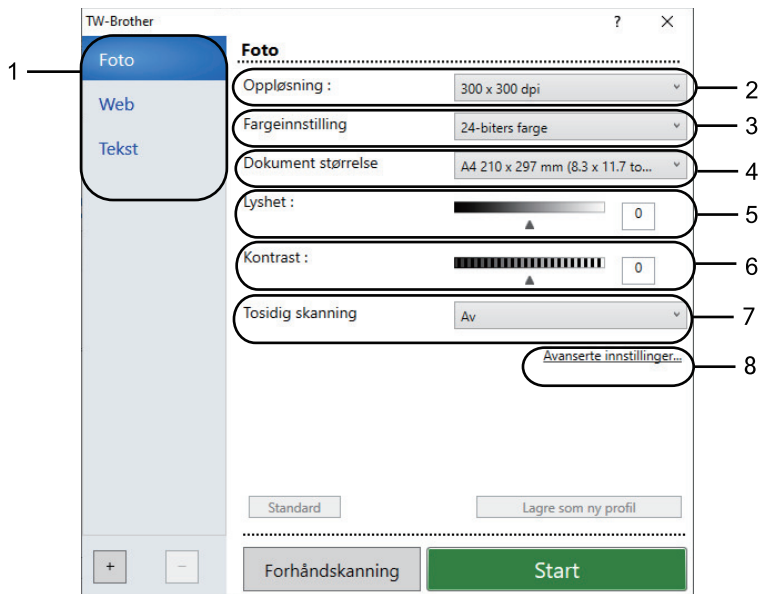 TW-Brother ? ×
Foto
Web
Tekst
Foto
Oppløsning : 300 x 300 dpi
Fargeinnstilling 24-biters farge
Dokument størrelse A4 210 x 297 mm (8.3 x 11.7 to...
Lyshet : 0
Kontrast : 0
Tosidig skanning Av
Avanserte innstillinger...
Standard Lagre som ny profil
+ − Forhåndskanning Start
1
2
3
4
5
6
7
8